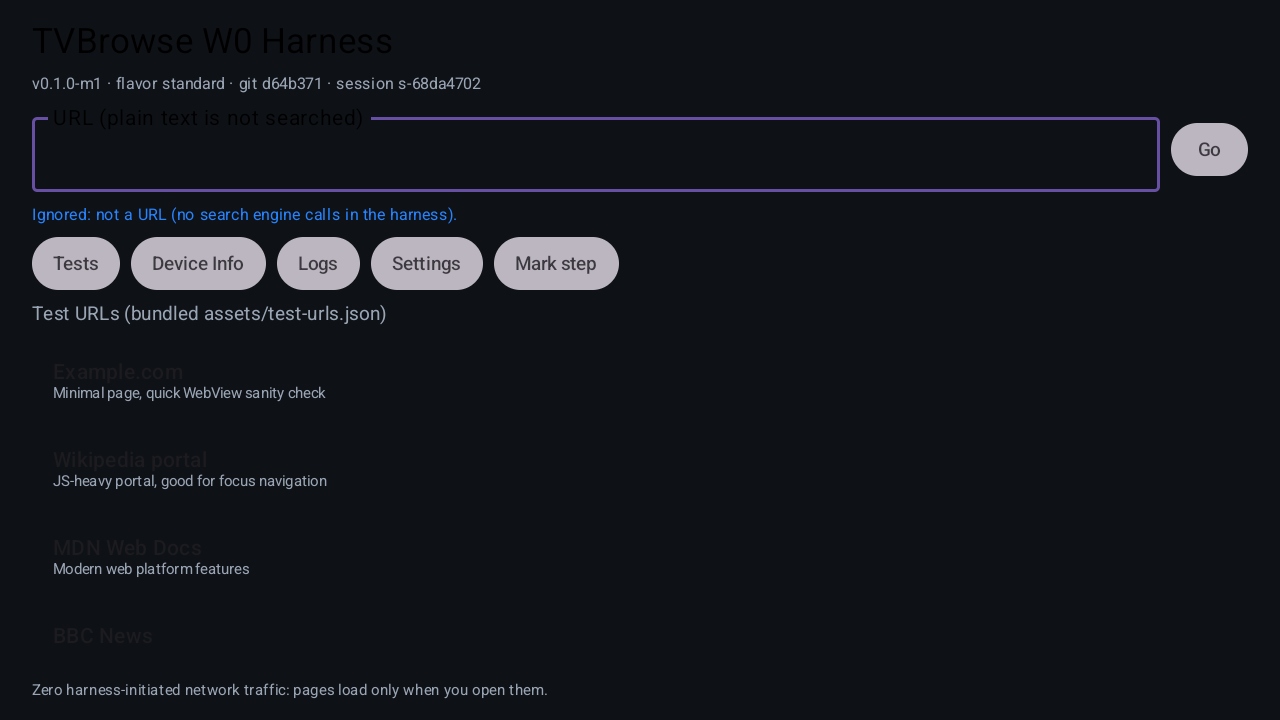 TVBrowse W0 Harness
v0.1.0-m1 · flavor standard · git d64b371 · session s-68da4702
URL (plain text is not searched)
Go
Ignored: not a URL (no search engine calls in the harness).
Tests
Device Info
Logs
Settings
Mark step
Test URLs (bundled assets/test-urls.json)
Example.com
Minimal page, quick WebView sanity check
Wikipedia portal
JS-heavy portal, good for focus navigation
MDN Web Docs
Modern web platform features
BBC News
Zero harness-initiated network traffic: pages load only when you open them.